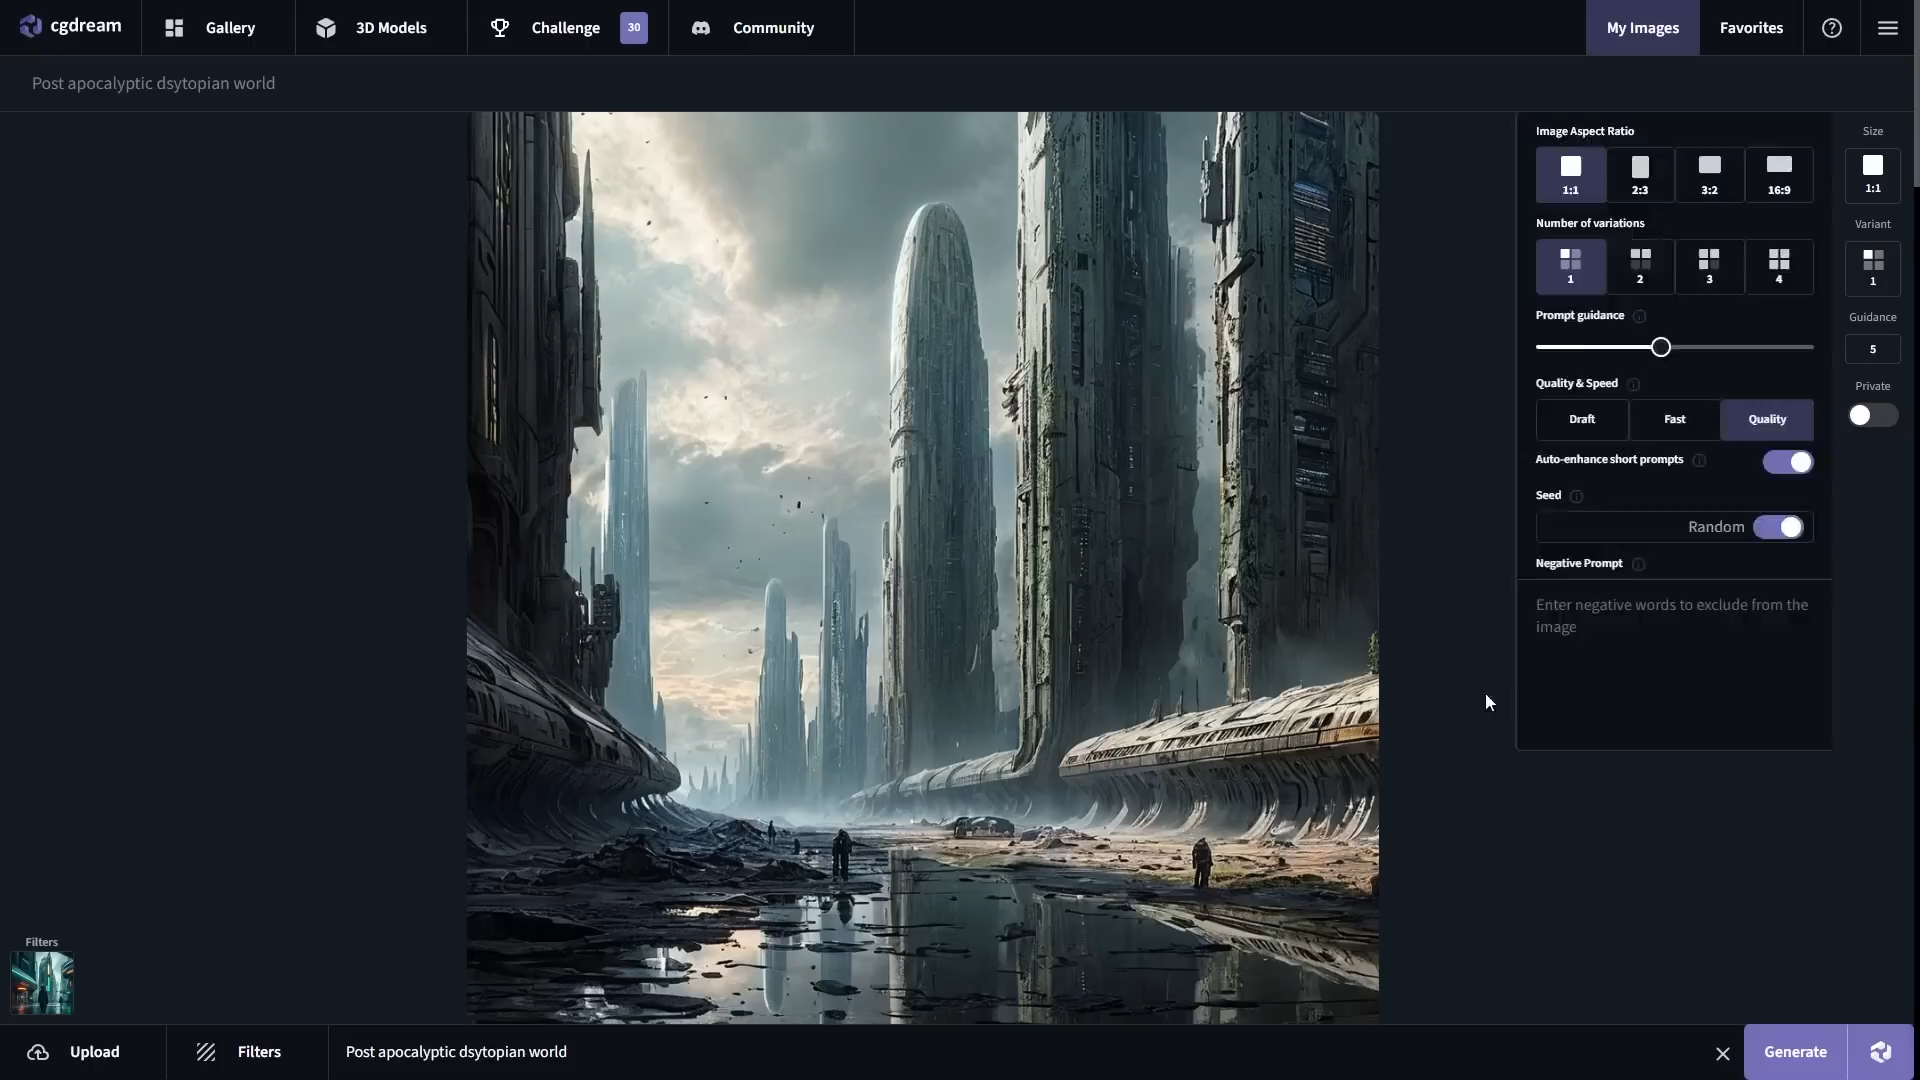 cgdream
Gallery
3D Models
Challenge
30
Community
My Images
Favorites
Post apocalyptic dsytopian world
Image Aspect Ratio
1:1
2:3
3:2
16:9
Number of variations
1
2
3
4
Prompt guidance
Quality & Speed
Draft
Fast
Quality
Auto-enhance short prompts
Seed
Random
Negative Prompt
Enter negative words to exclude from the
image
Size
1:1
Variant
1
Guidance
5
Private
Filters
Upload
Filters
Post apocalyptic dsytopian world
Generate